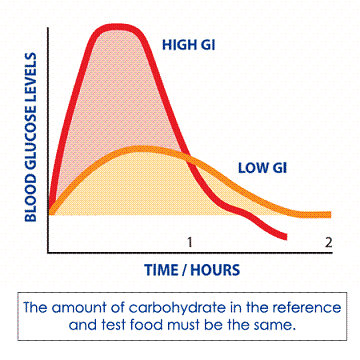 HIGH GI
LOW GI
BLOOD GLUCOSE LEVELS
1
2
TIME / HOURS
The amount of carbohydrate in the reference
and test food must be the same.